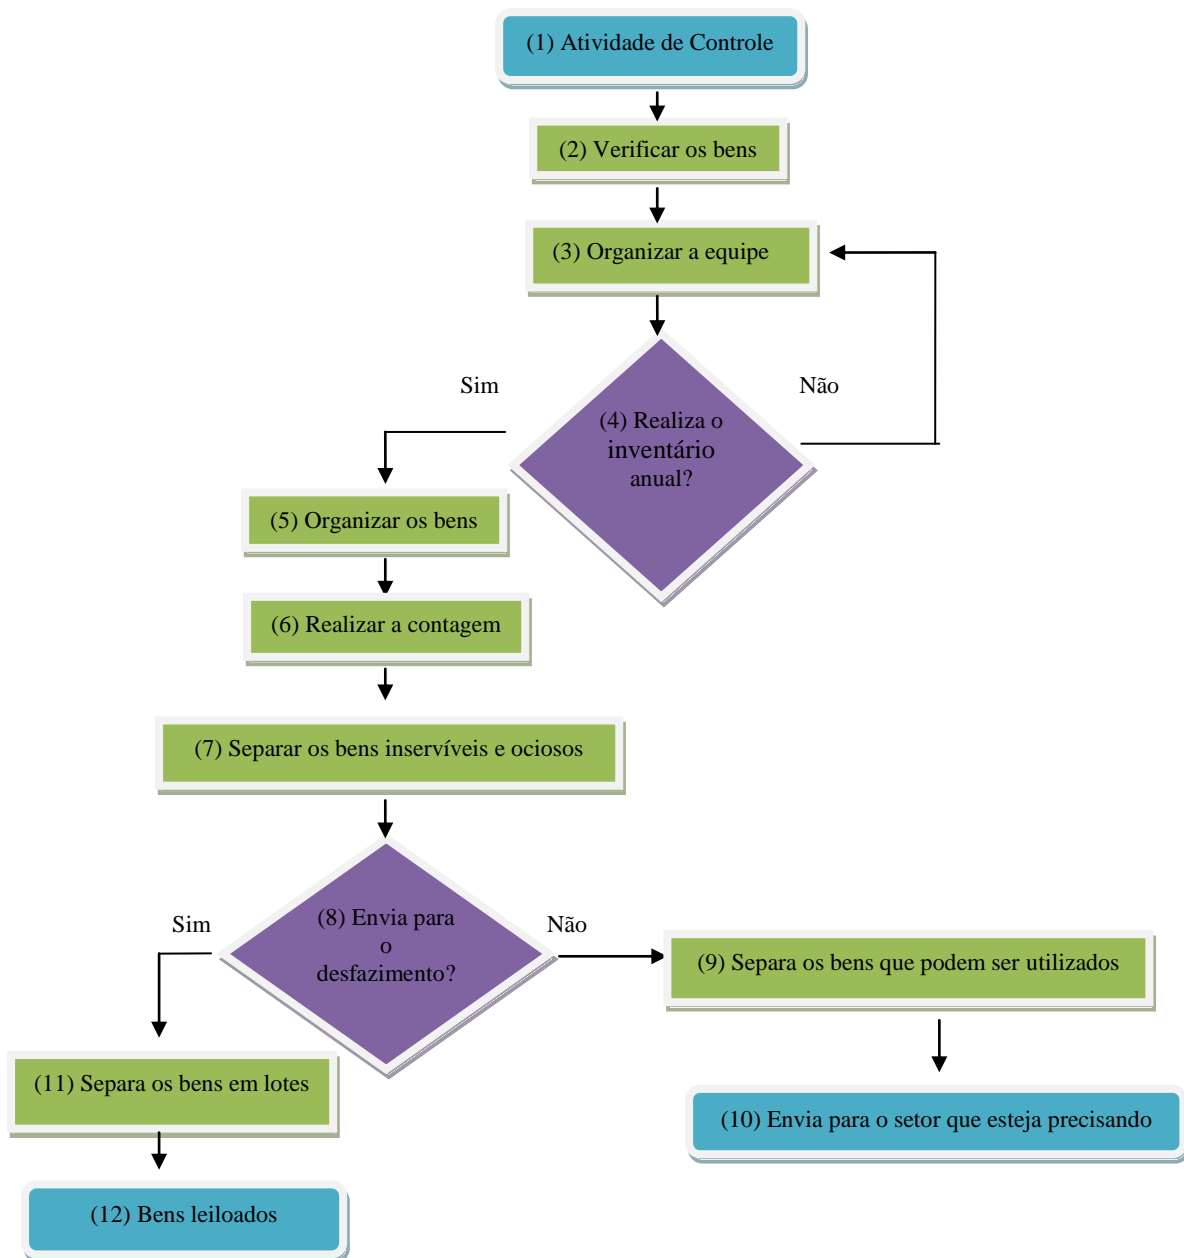 (1) Atividade de Controle
(2) Verificar os bens
(3) Organizar a equipe
Sim
Não
(4) Realiza o
inventário
anual?
(5) Organizar os bens
(6) Realizar a contagem
(7) Separar os bens inservíveis e ociosos
Sim
(8) Envia para
o
desfazimento?
Não
(9) Separa os bens que podem ser utilizados
(10) Envia para o setor que esteja precisando
(11) Separa os bens em lotes
(12) Bens leiloados